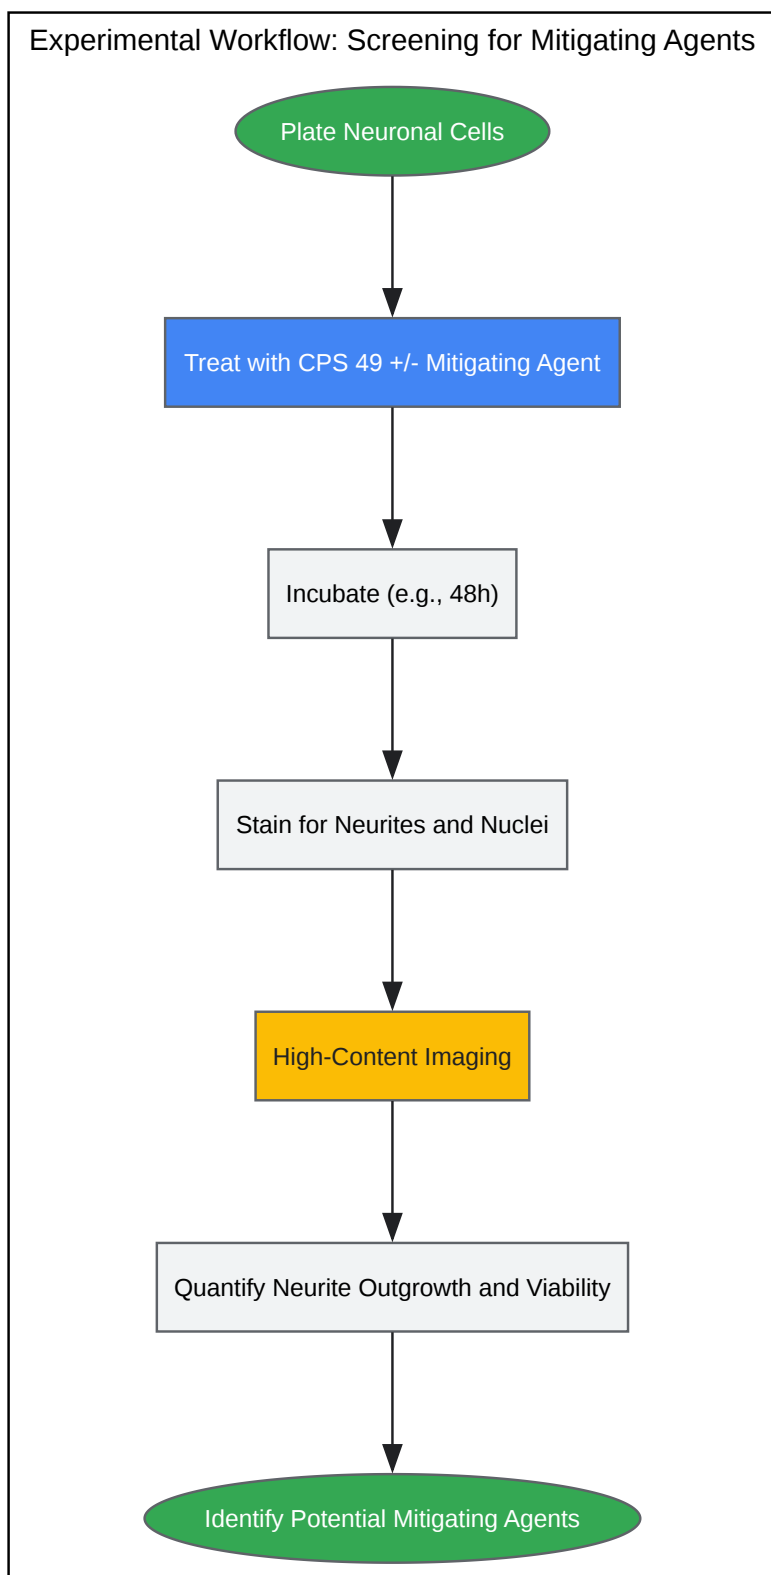 Experimental Workflow: Screening for Mitigating Agents
Plate Neuronal Cells
Treat with CPS 49 +/- Mitigating Agent
Incubate (e.g., 48h)
Stain for Neurites and Nuclei
High-Content Imaging
Quantify Neurite Outgrowth and Viability
Identify Potential Mitigating Agents